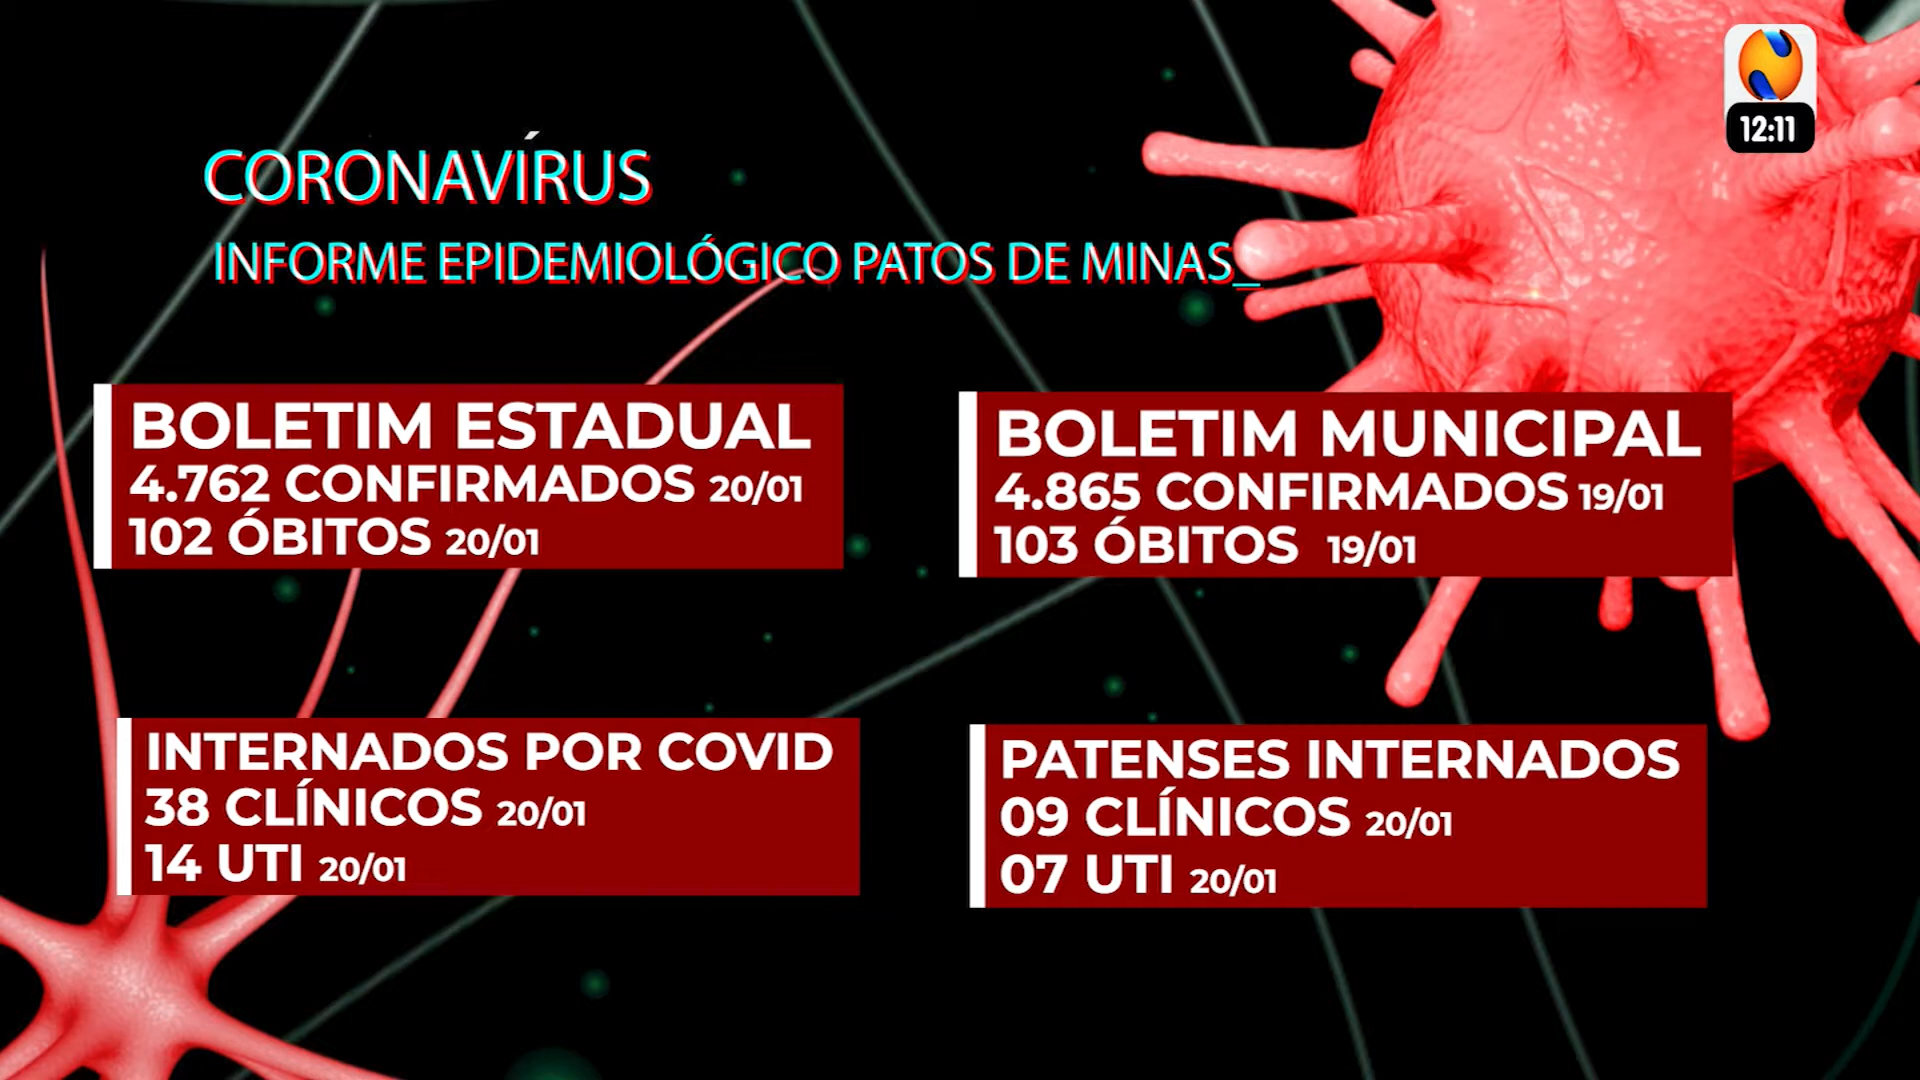 12:11
CORONAVÍRUS
INFORME EPIDEMIOLÓGICO PATOS DE MINAS_
BOLETIM ESTADUAL
4.762 CONFIRMADOS 20/01
102 ÓBITOS 20/01
BOLETIM MUNICIPAL
4.865 CONFIRMADOS 19/01
103 ÓBITOS 19/01
INTERNADOS POR COVID
38 CLÍNICOS 20/01
14 UTI 20/01
PATENSES INTERNADOS
09 CLÍNICOS 20/01
07 UTI 20/01